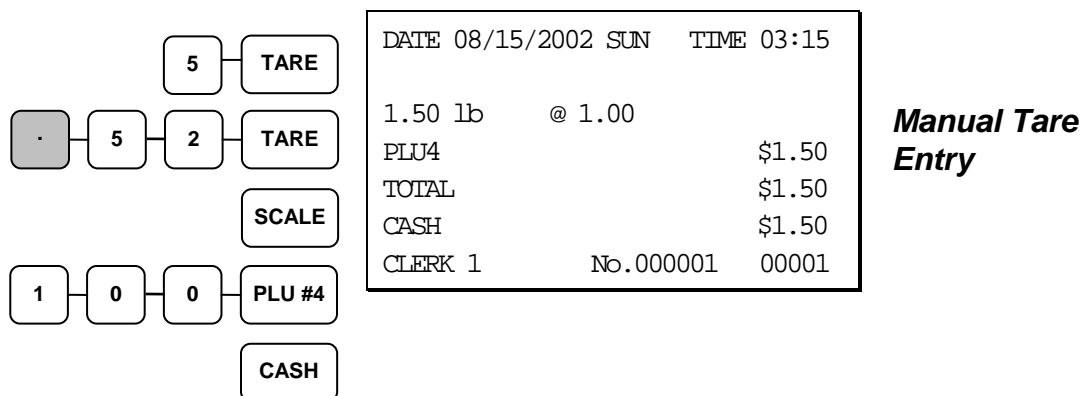 5 TARE
. 5 2 TARE
SCALE
1 0 0 PLU #4
CASH
DATE 08/15/2002 SUN TIME 03:15
1.50 lb @ 1.00
PLU4 $1.50
TOTAL $1.50
CASH $1.50
CLERK 1 No.000001 00001
Manual Tare
Entry